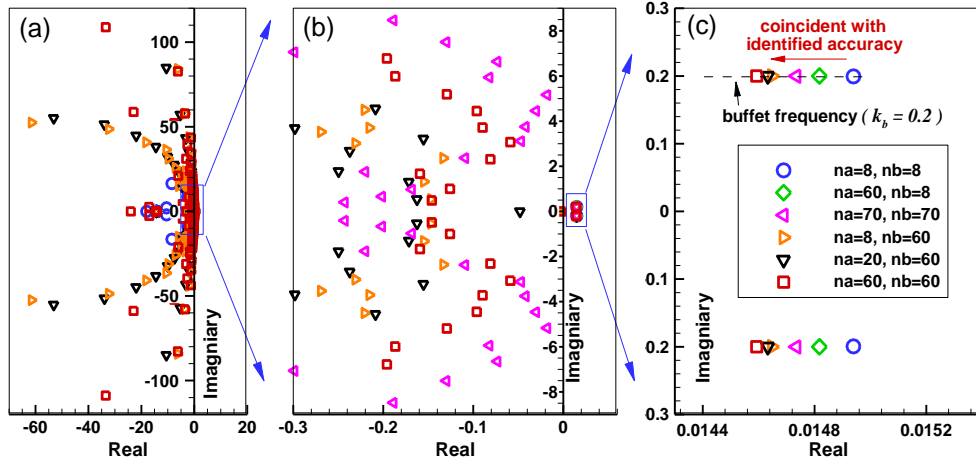 (a)
100
50
0
-50
-100
Imagniary
-60
-40
-20
0
20
Real
(b)
8
6
4
2
0
-2
-4
-6
-8
Imagniary
-0.3
-0.2
-0.1
0
Real
(c)
0.3
0.2
0.1
0
0.1
0.2
0.3
coincident with
identified accuracy
buffet frequency ( k_b = 0.2 )
na=8, nb=8
na=60, nb=8
na=70, nb=70
na=8, nb=60
na=20, nb=60
na=60, nb=60
Imagniary
0.0144
0.0148
0.0152
Real